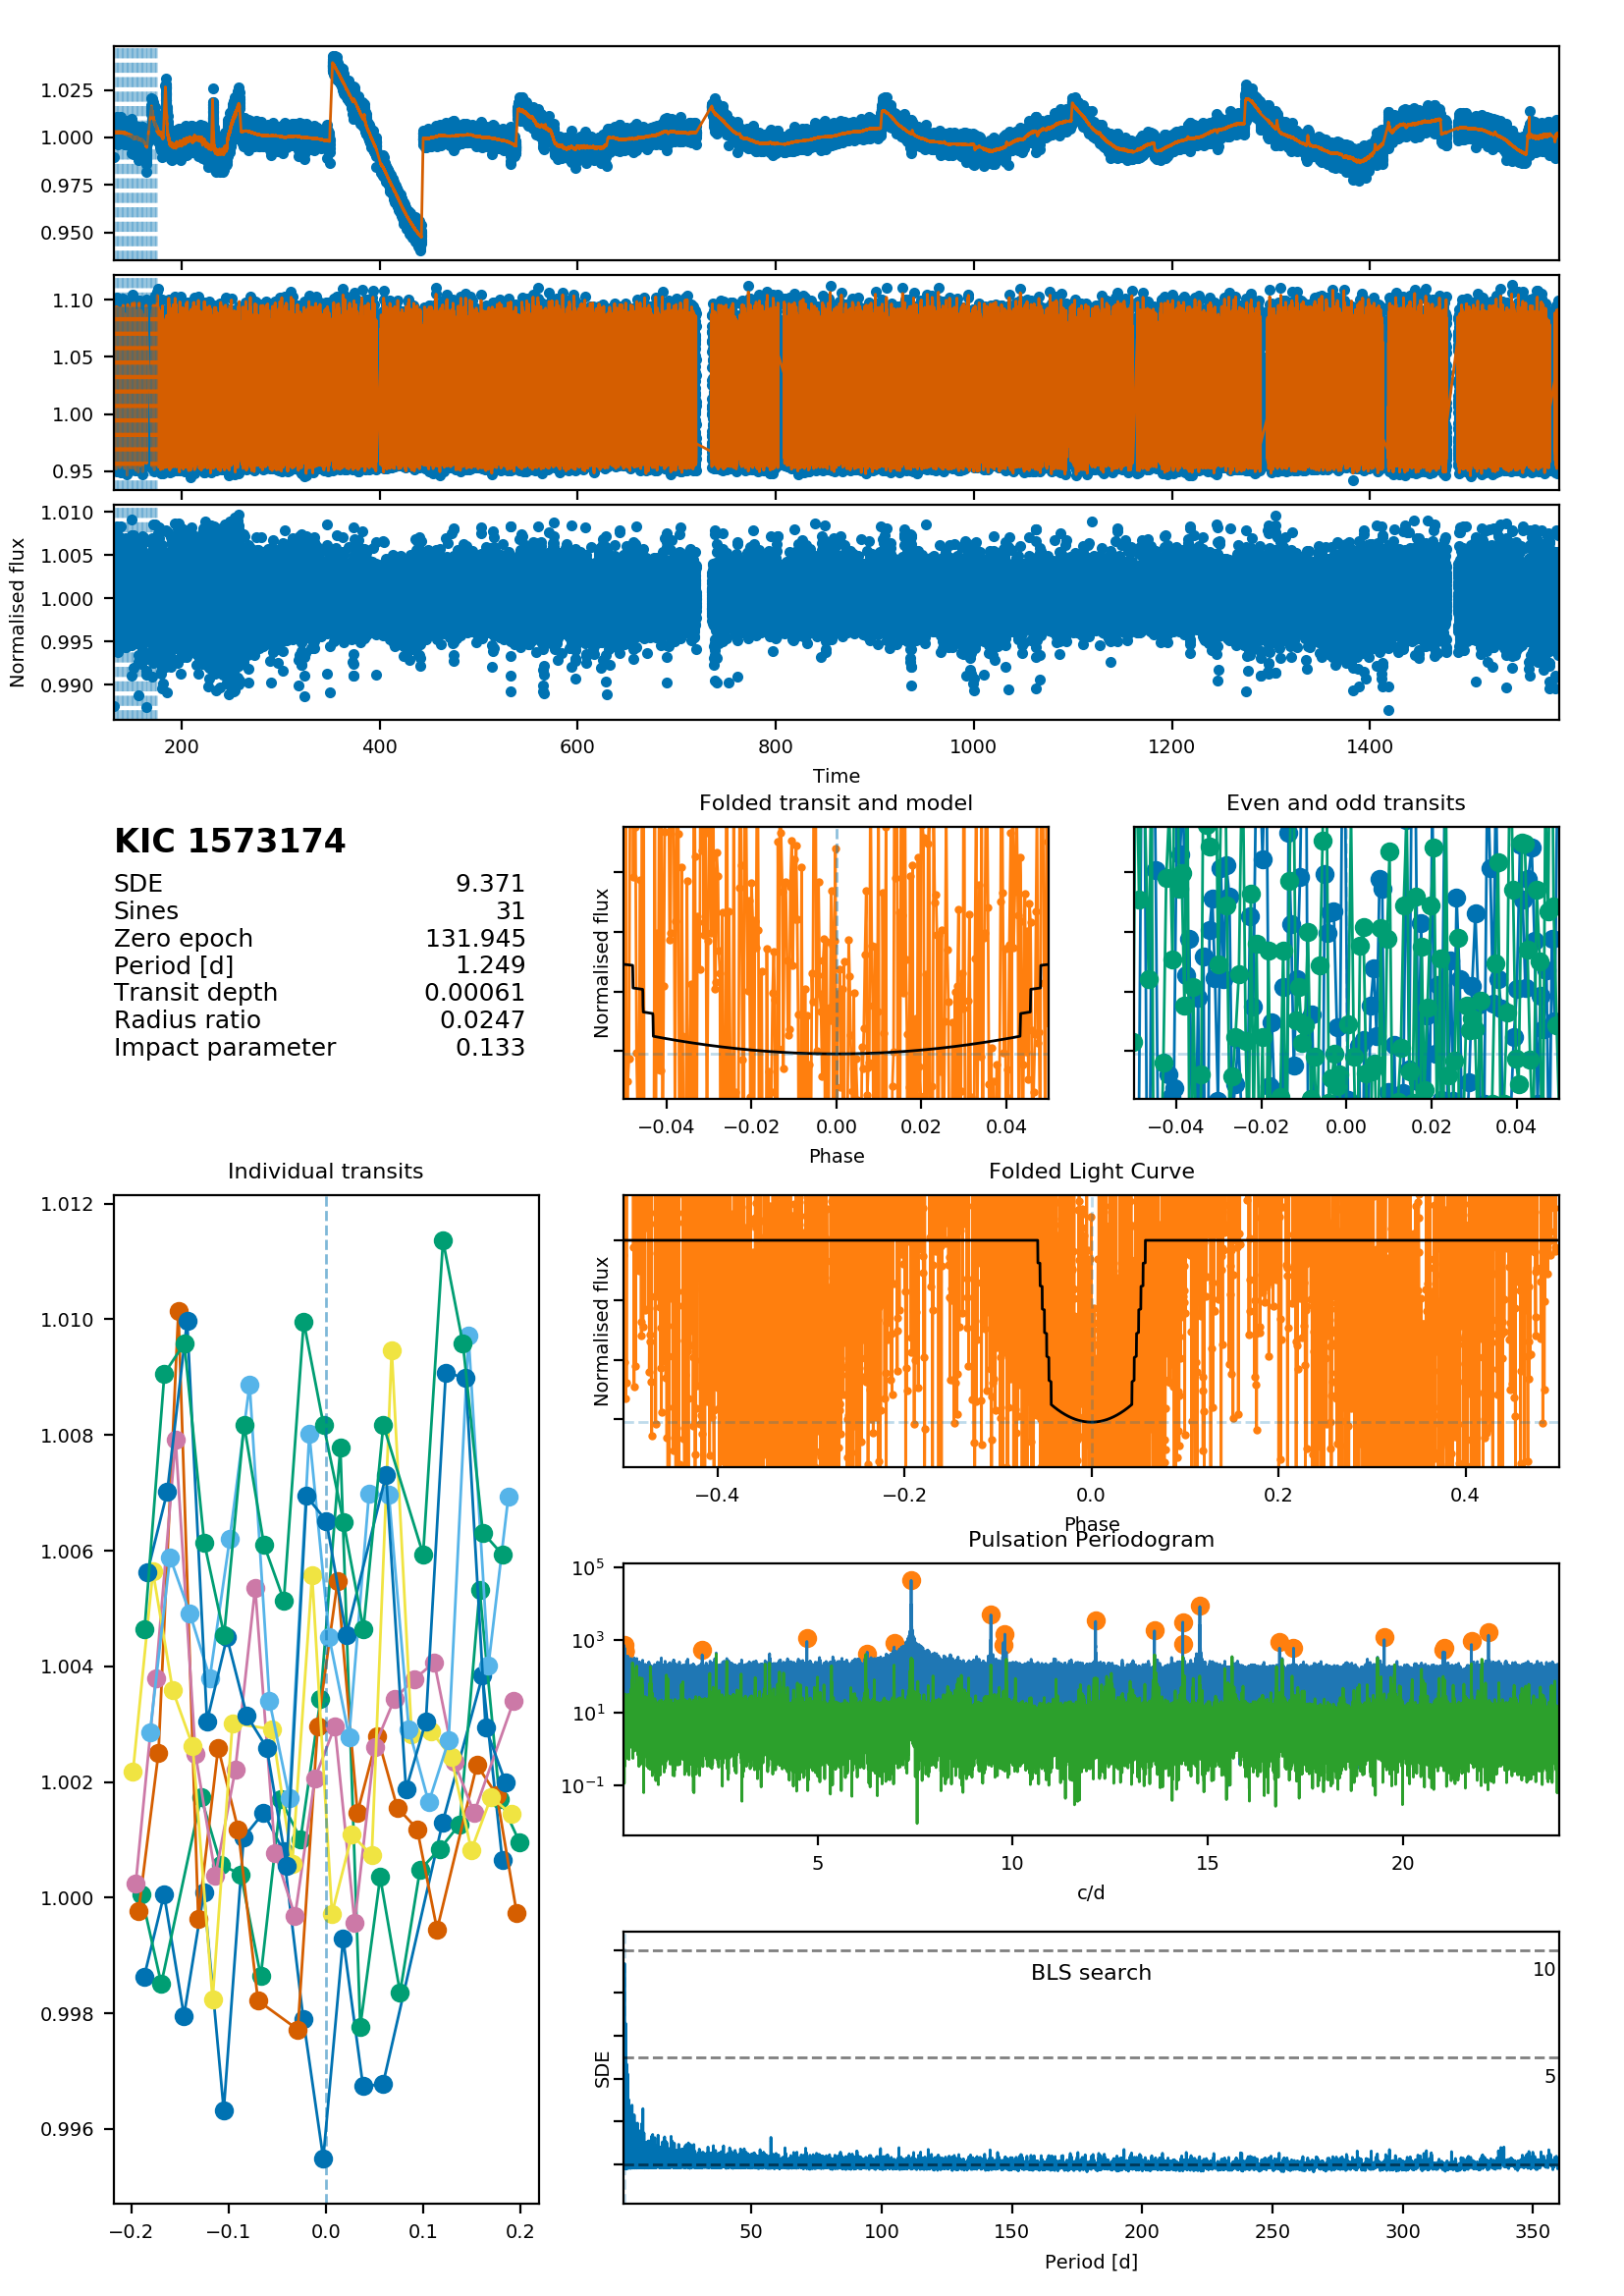 1.025
1.000
0.975
0.950
1.10
1.05
1.00
0.95
1.010
1.005
1.000
0.995
0.990
Normalised flux
200 400 600 800 1000 1200 1400
Time
KIC 1573174
SDE 9.371
Sines 31
Zero epoch 131.945
Period [d] 1.249
Transit depth 0.00061
Radius ratio 0.0247
Impact parameter 0.133
Folded transit and model
Normalised flux
−0.04 −0.02 0.00 0.02 0.04
Phase
Even and odd transits
−0.04 −0.02 0.00 0.02 0.04
Individual transits
1.012
1.010
1.008
1.006
1.004
1.002
1.000
0.998
0.996
−0.2 −0.1 0.0 0.1 0.2
Folded Light Curve
Normalised flux
−0.4 −0.2 0.0 0.2 0.4
Phase
Pulsation Periodogram
10⁵
10³
10¹
10⁻¹
5 10 15 20
c/d
BLS search
10
5
SDE
50 100 150 200 250 300 350
Period [d]